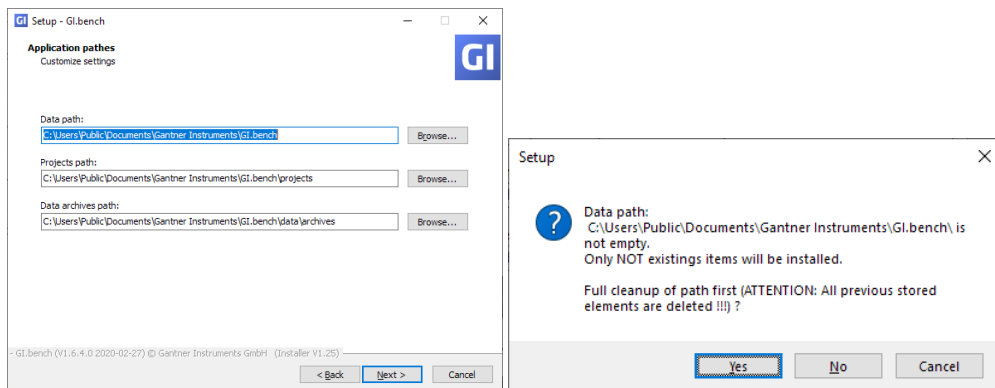 GI Setup - GI.bench
Application pathes
Customize settings
GI
Data path:
C:\Users\Public\Documents\Gantner Instruments\GI.bench
Browse...
Projects path:
C:\Users\Public\Documents\Gantner Instruments\GI.bench\projects
Browse...
Data archives path:
C:\Users\Public\Documents\Gantner Instruments\GI.bench\data\archives
Browse...
- GI.bench (V1.6.4.0 2020-02-27) © Gantner Instruments GmbH (Installer V1.25)
< Back
Next >
Cancel
Setup
?
Data path:
C:\Users\Public\Documents\Gantner Instruments\GI.bench\ is
not empty.
Only NOT existings items will be installed.
Full cleanup of path first (ATTENTION: All previous stored
elements are deleted !!!) ?
Yes
No
Cancel